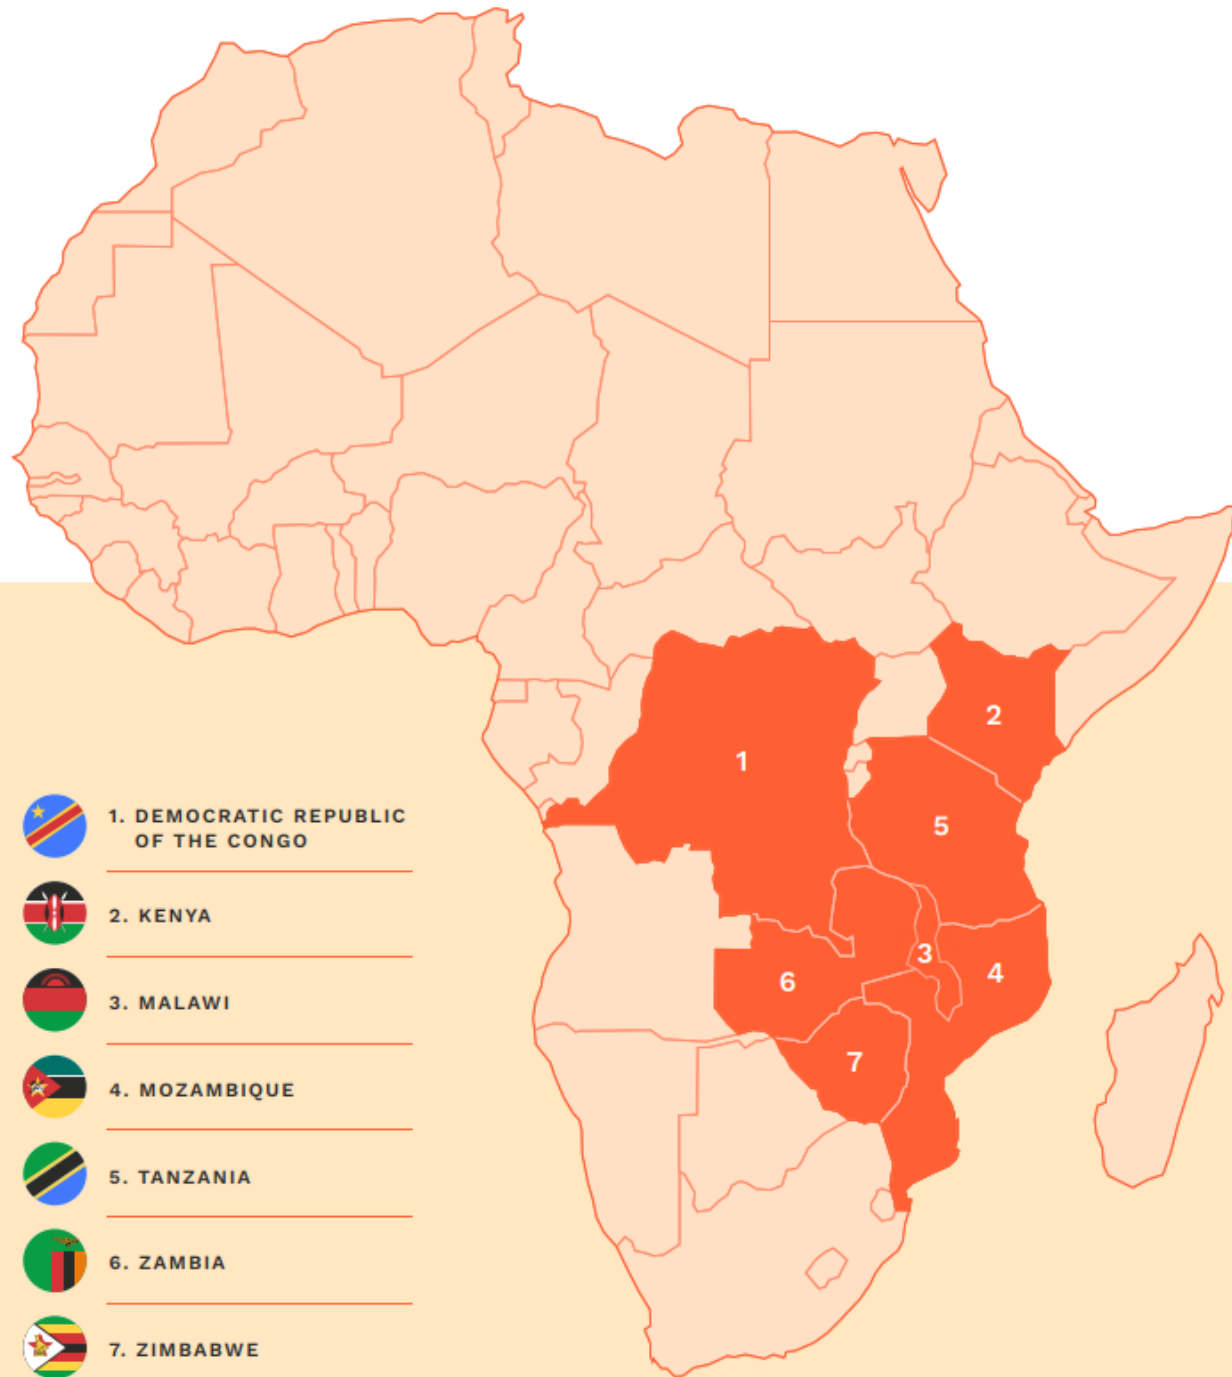 1
2
3
4
5
6
7
1. DEMOCRATIC REPUBLIC
OF THE CONGO
2. KENYA
3. MALAWI
4. MOZAMBIQUE
5. TANZANIA
6. ZAMBIA
7. ZIMBABWE